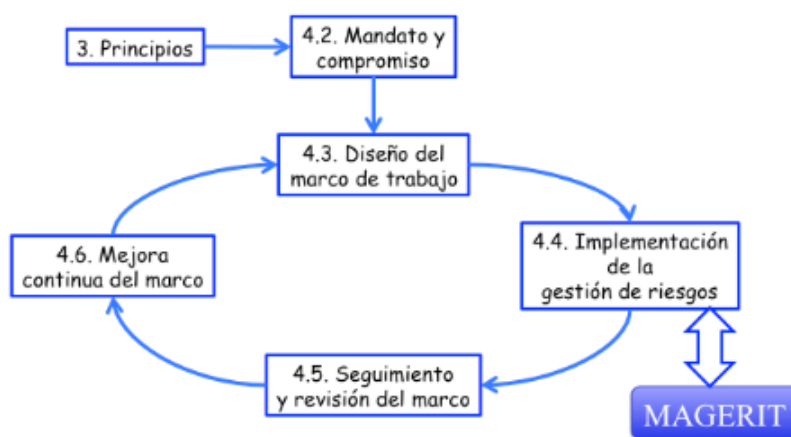 3. Principios
4.2. Mandato y
compromiso
4.3. Diseño del
marco de trabajo
4.4. Implementación
de la
gestión de riesgos
4.6. Mejora
continua del marco
4.5. Seguimiento
y revisión del marco
MAGERIT